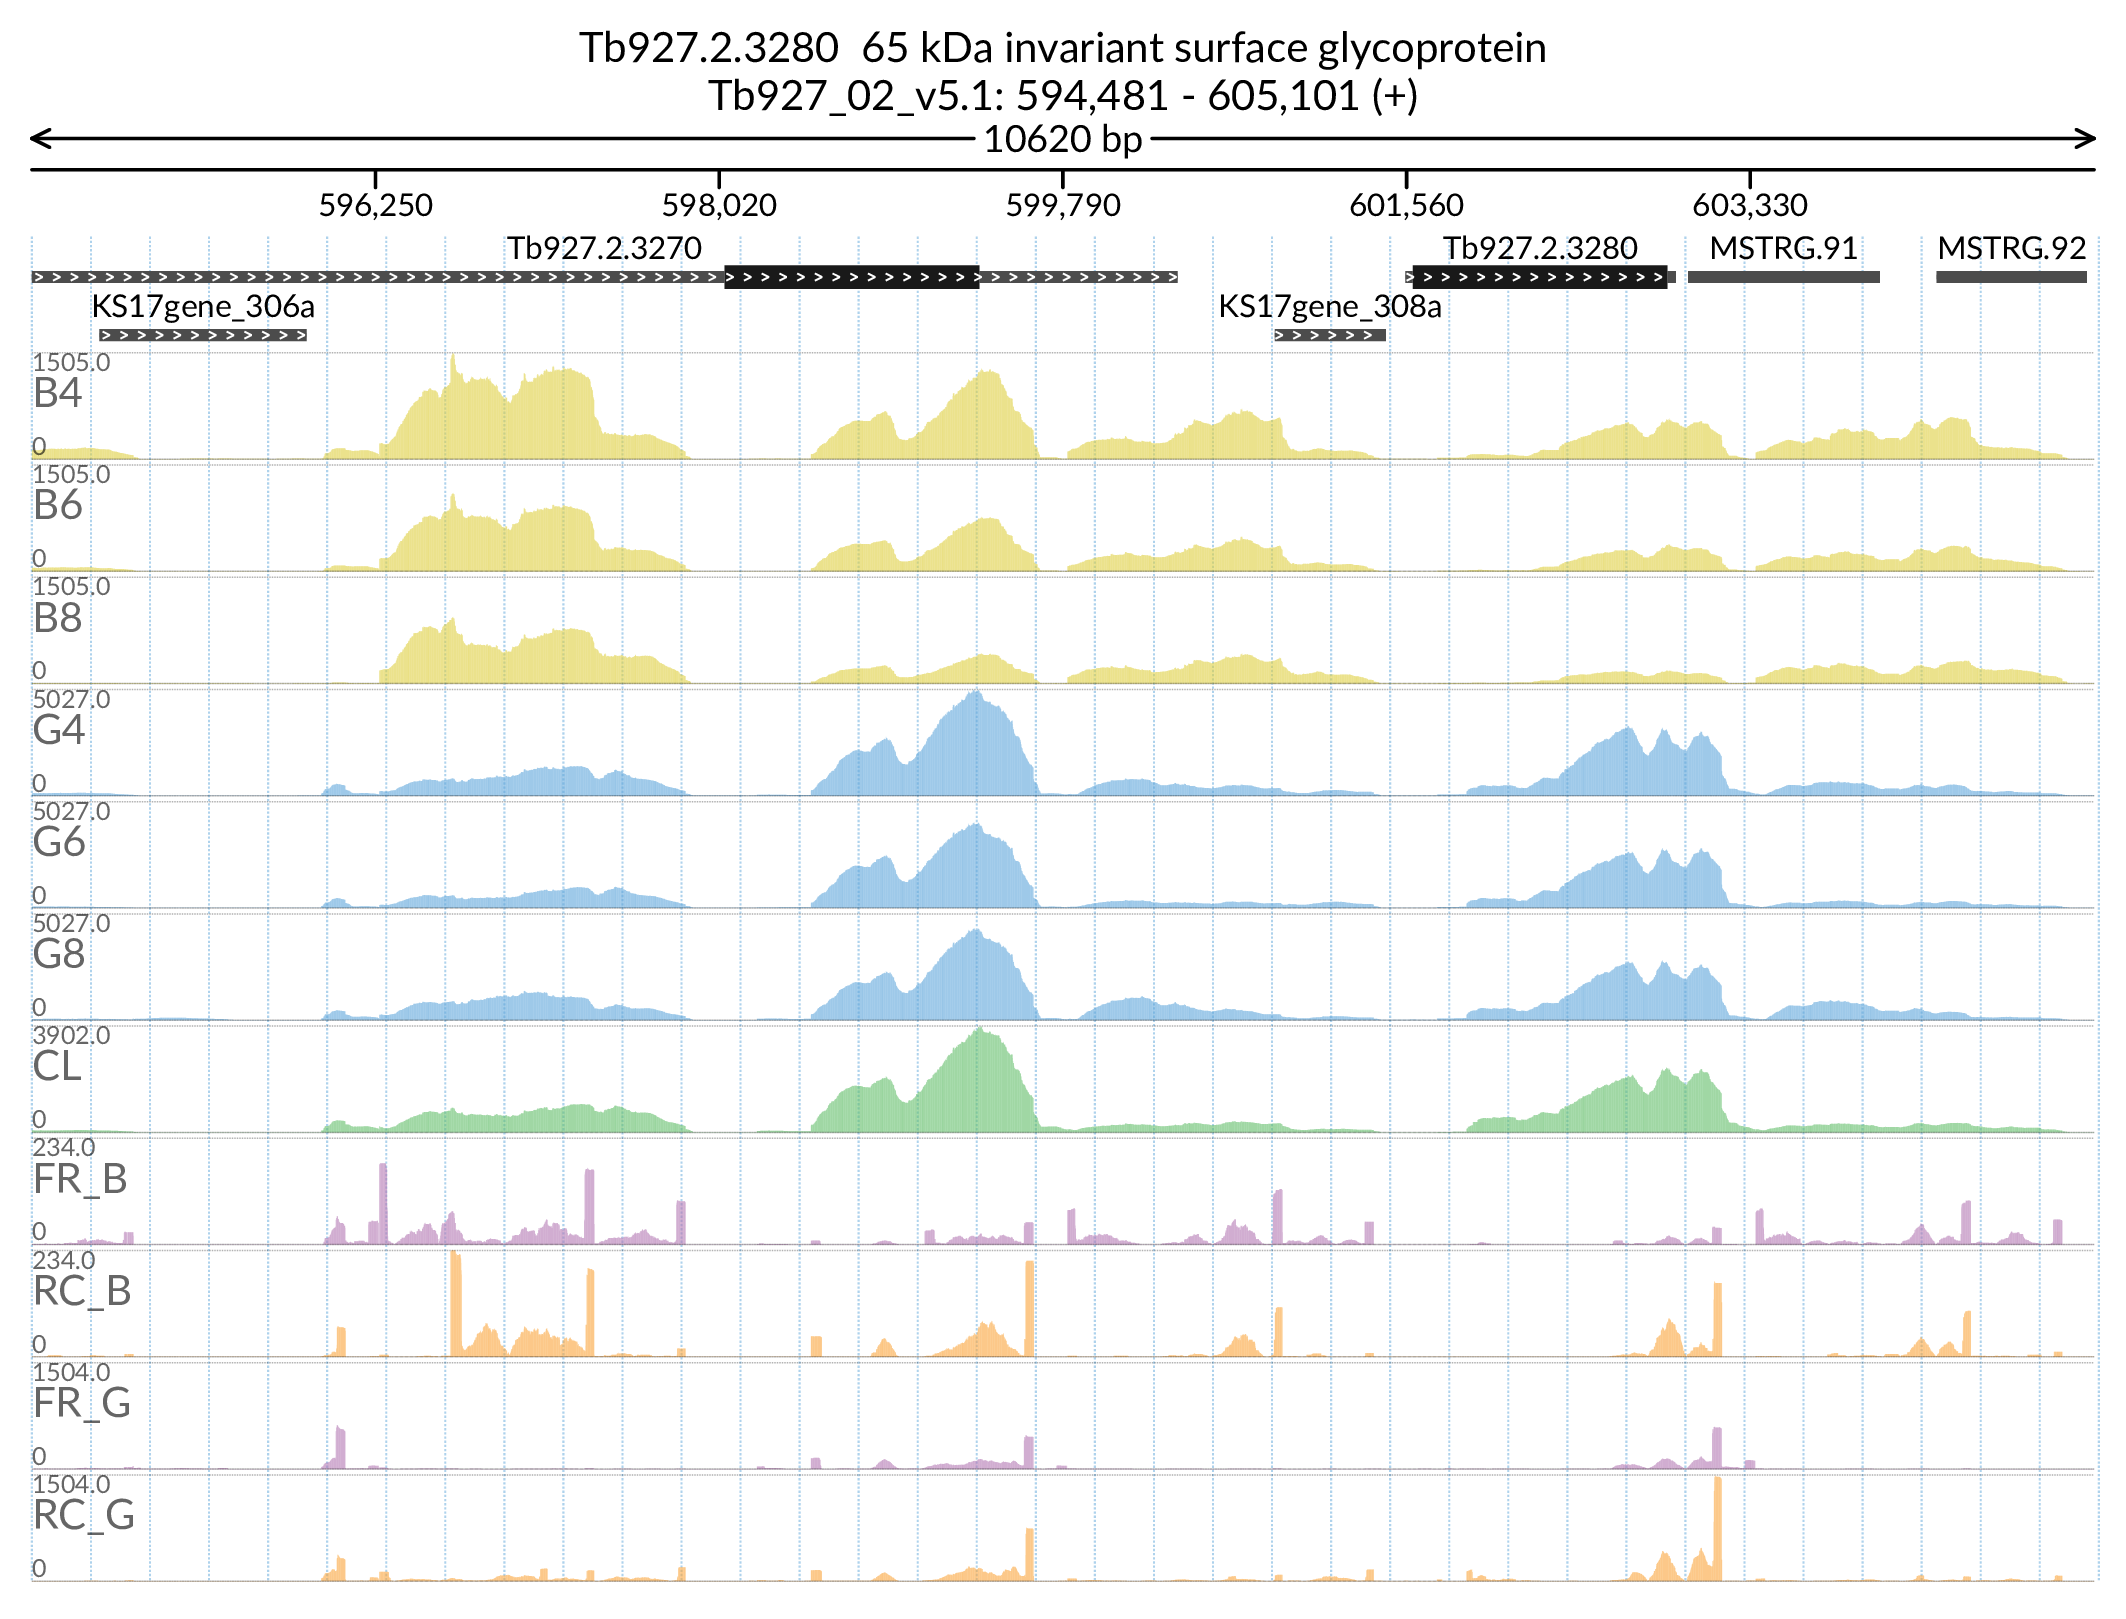 Tb927.2.3280  65 kDa invariant surface glycoprotein
Tb927_02_v5.1: 594,481 - 605,101 (+)
10620 bp
596,250 598,020 599,790 601,560 603,330
Tb927.2.3270 Tb927.2.3280 MSTRG.91 MSTRG.92
KS17gene_306a KS17gene_308a
1505.0
B4
0
1505.0
B6
0
1505.0
B8
0
5027.0
G4
0
5027.0
G6
0
5027.0
G8
0
3902.0
CL
0
234.0
FR_B
0
234.0
RC_B
0
1504.0
FR_G
0
1504.0
RC_G
0